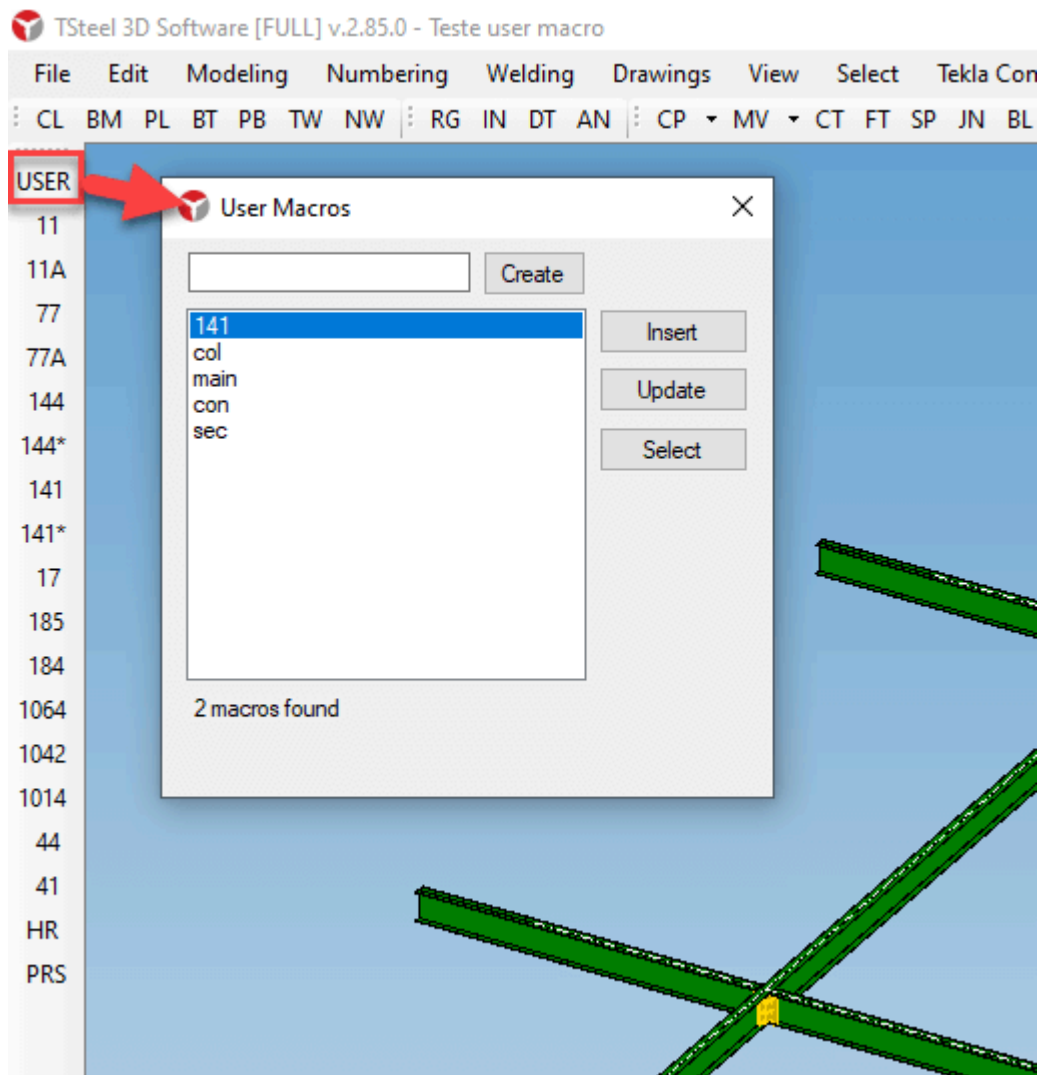 TSteel 3D Software [FULL] v.2.85.0 - Teste user macro
File Edit Modeling Numbering Welding Drawings View Select Tekla Con
CL BM PL BT PB TW NW RG IN DT AN CP MV CT FT SP JN BL
USER
11
11A
77
77A
144
144*
141
141*
17
185
184
1064
1042
1014
44
41
HR
PRS
User Macros
Create
141
col
main
con
sec
Insert
Update
Select
2 macros found